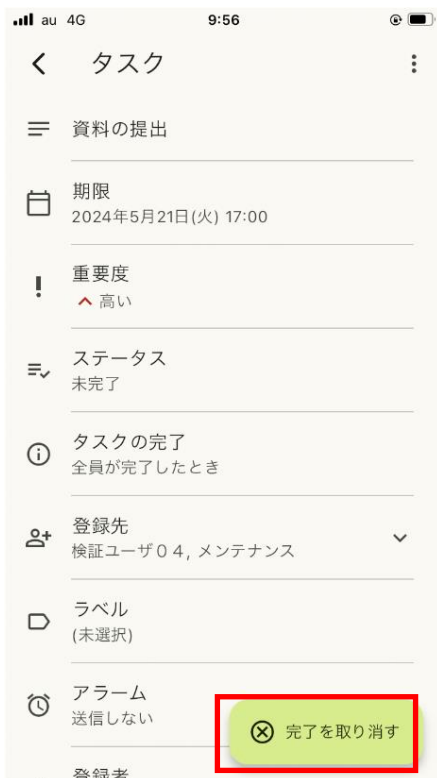 au 4G 9:56
タスク
資料の提出
期限
2024年5月21日(火) 17:00
重要度
高い
ステータス
未完了
タスクの完了
全員が完了したとき
登録先
検証ユーザ04, メンテナンス
ラベル
(未選択)
アラーム
送信しない
完了を取り消す
登録者